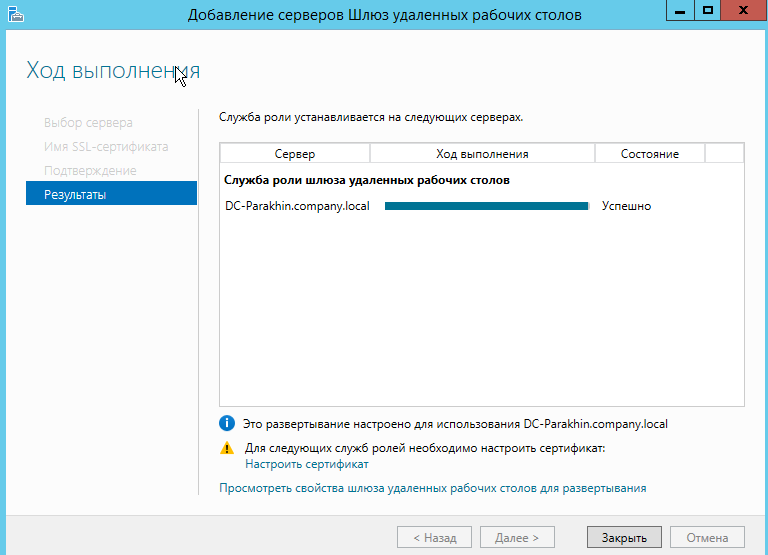 Добавление серверов Шлюз удаленных рабочих столов
Ход выполнения
Выбор сервера
Имя SSL-сертификата
Подтверждение
Результаты
Служба роли устанавливается на следующих серверах.
Сервер Ход выполнения Состояние
Служба роли шлюза удаленных рабочих столов
DC-Parakhin.company.local Успешно
Это развертывание настроено для использования DC-Parakhin.company.local
Для следующих служб ролей необходимо настроить сертификат:
Настроить сертификат
Просмотреть свойства шлюза удаленных рабочих столов для развертывания
< Назад Далее > Закрыть Отмена